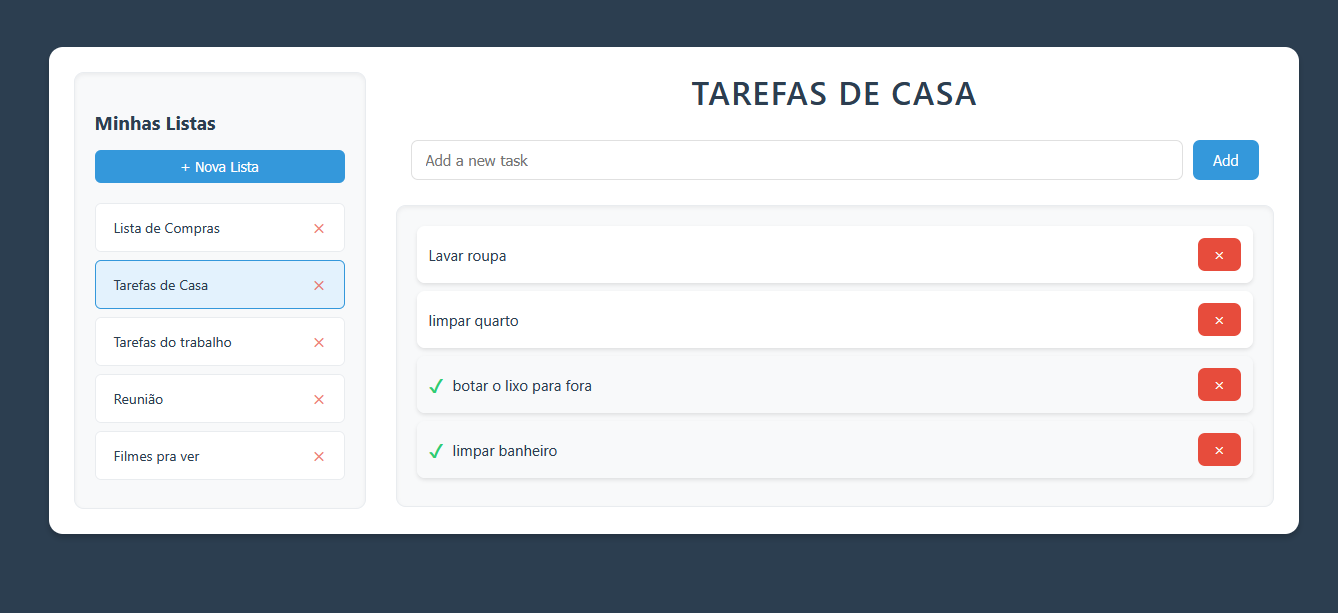 Minhas Listas
+ Nova Lista
Lista de Compras ×
Tarefas de Casa ×
Tarefas do trabalho ×
Reunião ×
Filmes pra ver ×
TAREFAS DE CASA
Add a new task
Add
Lavar roupa ×
limpar quarto ×
✓ botar o lixo para fora ×
✓ limpar banheiro ×